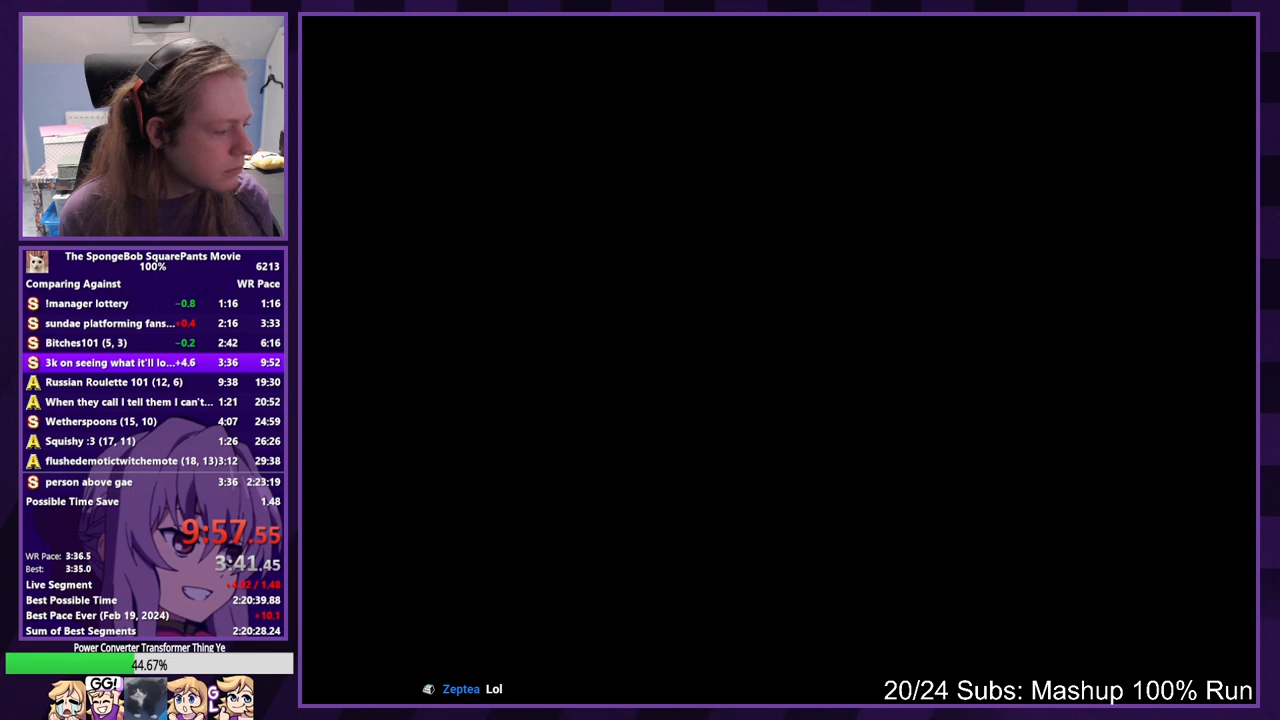 The SpongeBob SquarePants Movie
100% 6213
Comparing Against WR Pace
!manager lottery −0.8 1:16 1:16
sundae platforming fans... +0.4 2:16 3:33
Bitches101 (5, 3) −0.2 2:42 6:16
3k on seeing what it'll lo... +4.6 3:36 9:52
Russian Roulette 101 (12, 6) 9:38 19:30
When they call I tell them I can't... 1:21 20:52
Wetherspoons (15, 10) 4:07 24:59
Squishy :3 (17, 11) 1:26 26:26
flushedemotictwitchemote (18, 13) 3:12 29:38
person above gae 3:36 2:23:19
Possible Time Save 1.48
9:57.55
WR Pace: 3:36.5
3:41.45
Best: 3:35.0
Live Segment / 1.48
Best Possible Time 2:20:39.88
Best Pace Ever (Feb 19, 2024) +10.1
Sum of Best Segments 2:20:28.24
Power Converter Transformer Thing Ye
44.67%
GG!
GL
Zeptea Lol
20/24 Subs: Mashup 100% Run